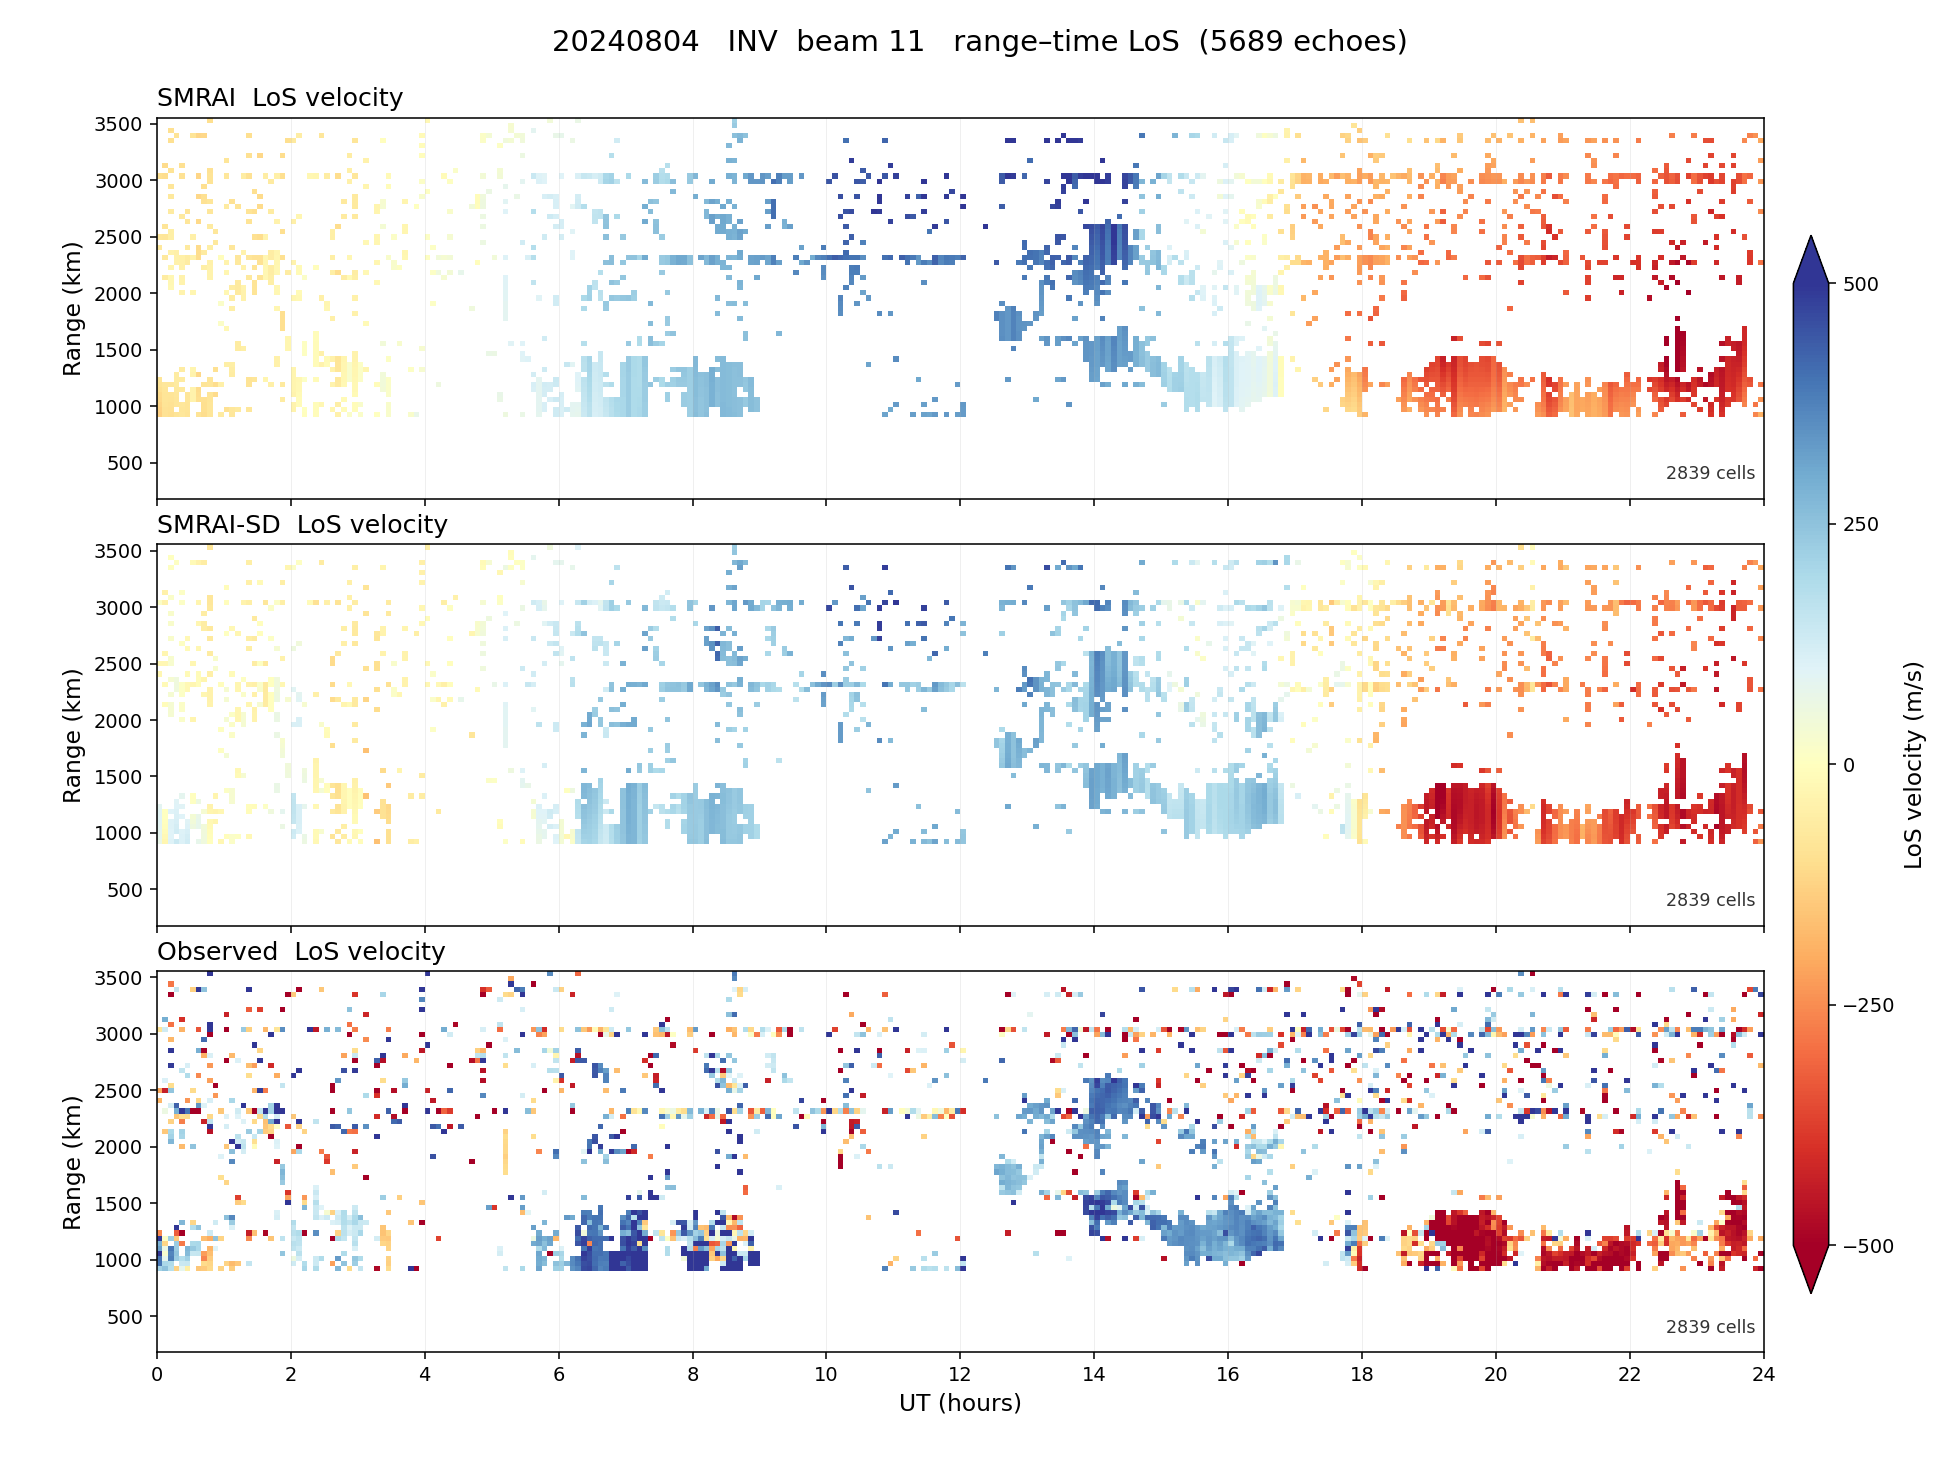 20240804   INV  beam 11   range–time LoS  (5689 echoes)
SMRAI  LoS velocity
3500
3000
2500
2000
1500
1000
500
Range (km)
2839 cells
SMRAI-SD  LoS velocity
3500
3000
2500
2000
1500
1000
500
Range (km)
2839 cells
Observed  LoS velocity
3500
3000
2500
2000
1500
1000
500
Range (km)
2839 cells
0 2 4 6 8 10 12 14 16 18 20 22 24
UT (hours)
500
250
0
−250
−500
LoS velocity (m/s)